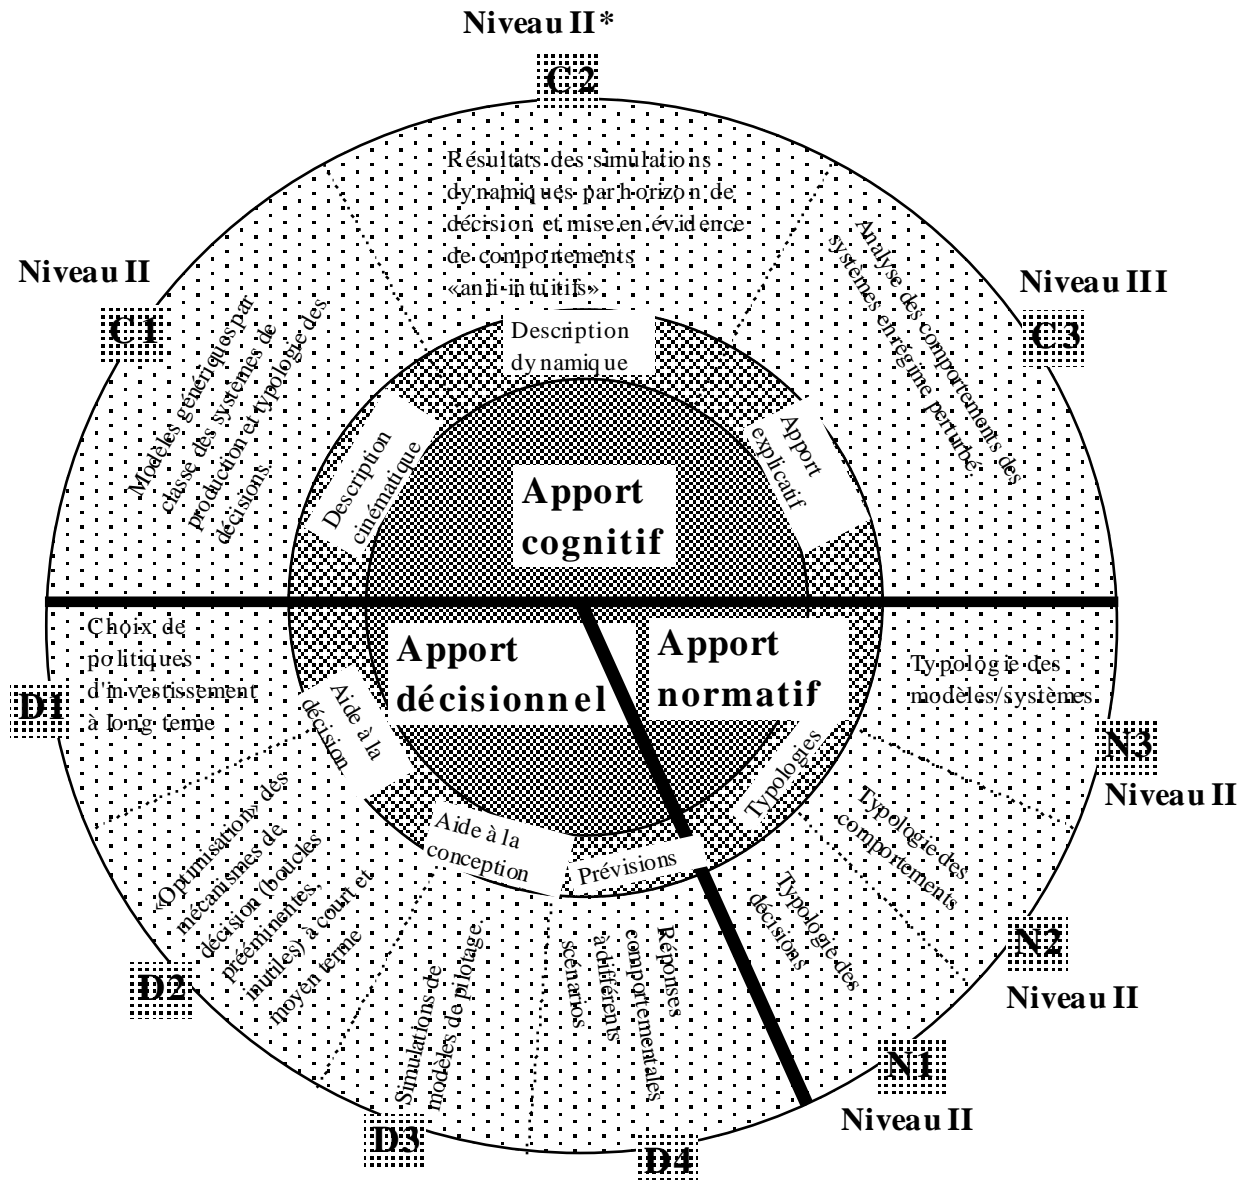 Niveau II*
C2
Résultats des simulations
dynamiques par horizon de
décision et mise en évidence
de comportements
«anti-intuitifs»
Niveau II
C1
Modèles génériques par
classe des systèmes de
production et typologie des
décisions.
Niveau III
C3
Analyse des comportements des
systèmes en régime perturbé.
Description
dynamique
Description
cinématique
Apport
explicatif
Apport
cognitif
Apport
décisionnel
Apport
normatif
Choix de
politiques
d'investissement
à long terme
D1
Aide à la
décision
Typologie des
modèles/systèmes
N3
Niveau II
Typologies
«Optimisation» des
mécanismes de
décision (boucles
prééminentes,
inutiles) à court et
moyen terme
D2
Aide à la
conception
Prévisions
Typologie des
comportements
N2
Niveau II
Typologie des
décisions
N1
Niveau II
Simulations de
modèles de pilotage
D3
Réponses
comportementales
à différents
scénarios
D4